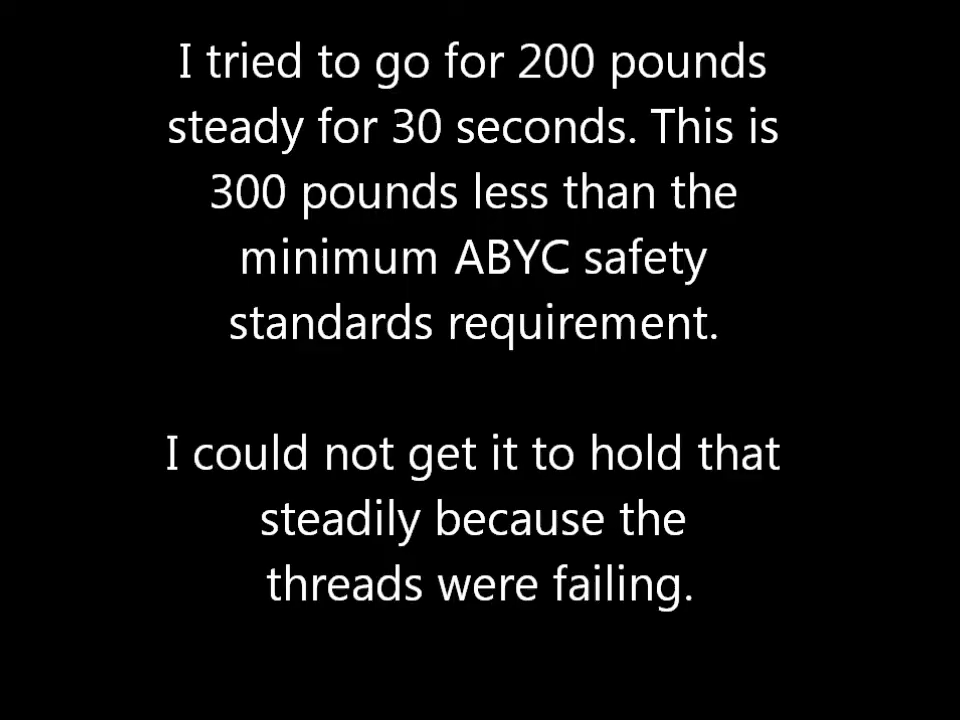 I tried to go for 200 pounds
steady for 30 seconds. This is
300 pounds less than the
minimum ABYC safety
standards requirement.
I could not get it to hold that
steadily because the
threads were failing.